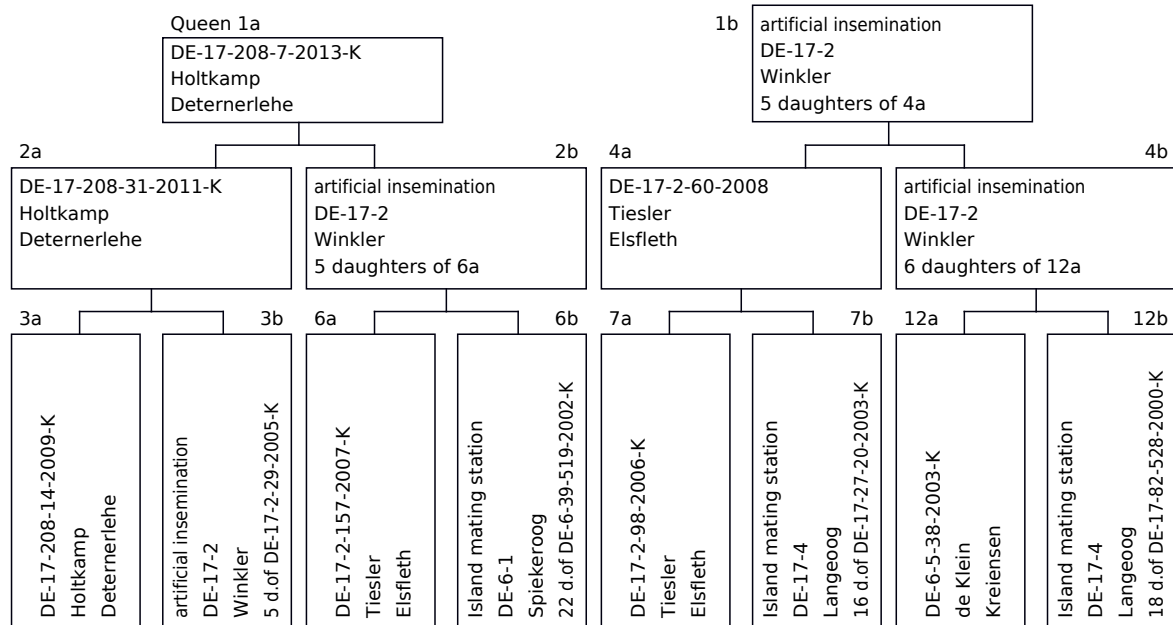 Queen 1a
DE-17-208-7-2013-K
Holtkamp
Deternerlehe
1b
artificial insemination
DE-17-2
Winkler
5 daughters of 4a
2a
DE-17-208-31-2011-K
Holtkamp
Deternerlehe
2b
artificial insemination
DE-17-2
Winkler
5 daughters of 6a
4a
DE-17-2-60-2008
Tiesler
Elsfleth
4b
artificial insemination
DE-17-2
Winkler
6 daughters of 12a
3a
DE-17-208-14-2009-K
Holtkamp
Deternerlehe
3b
artificial insemination
DE-17-2
Winkler
5 d.of DE-17-2-29-2005-K
6a
DE-17-2-157-2007-K
Tiesler
Elsfleth
6b
Island mating station
DE-6-1
Spiekeroog
22 d.of DE-6-39-519-2002-K
7a
DE-17-2-98-2006-K
Tiesler
Elsfleth
7b
Island mating station
DE-17-4
Langeoog
16 d.of DE-17-27-20-2003-K
12a
DE-6-5-38-2003-K
de Klein
Kreiensen
12b
Island mating station
DE-17-4
Langeoog
18 d.of DE-17-82-528-2000-K